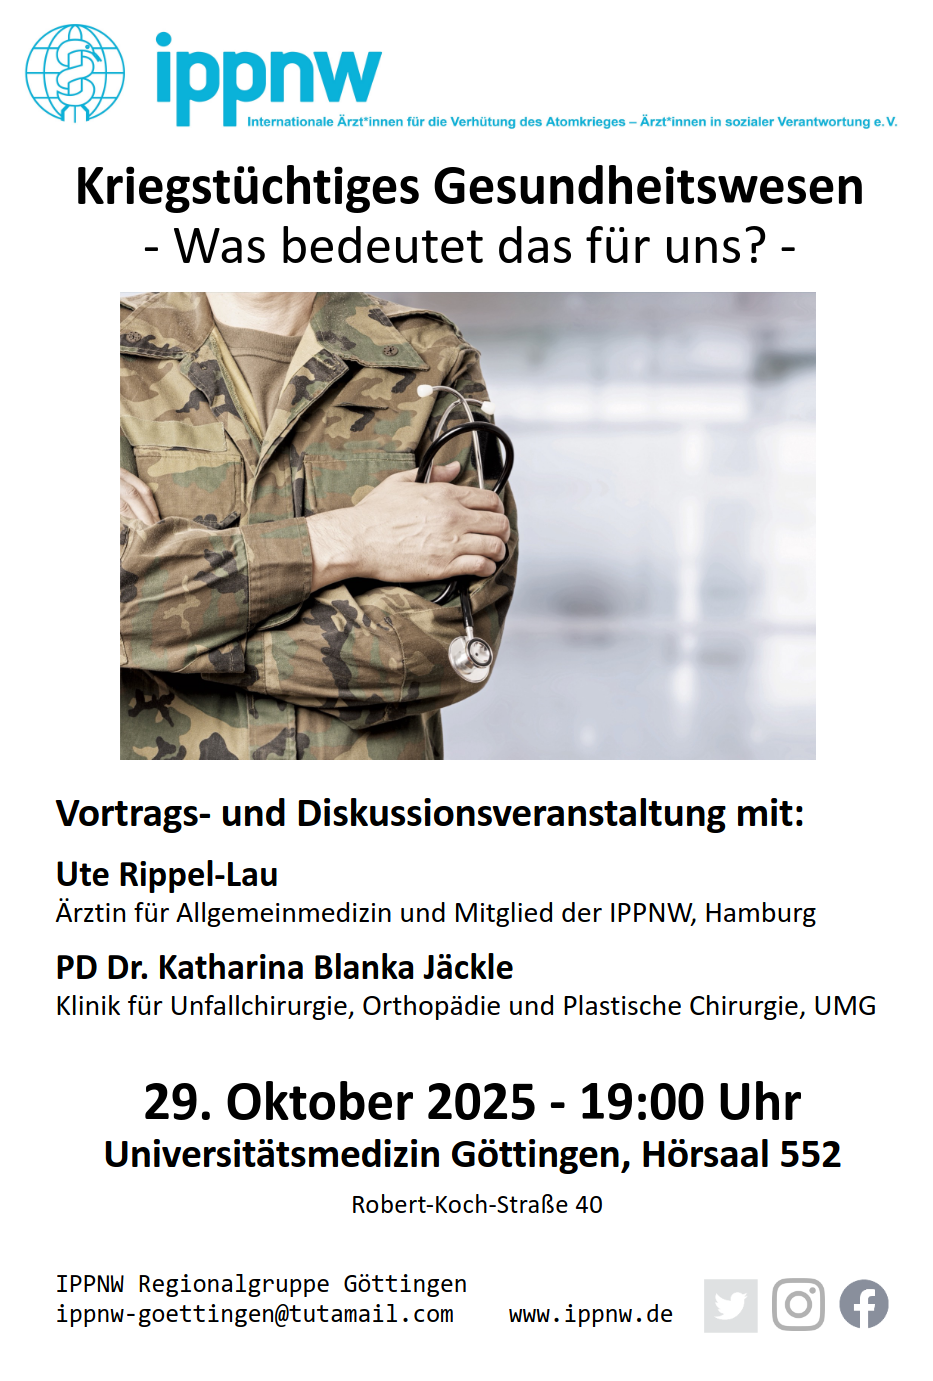 ippnw
Internationale Ärzt*innen für die Verhütung des Atomkrieges – Ärzt*innen in sozialer Verantwortung e.V.
Kriegstüchtiges Gesundheitswesen
- Was bedeutet das für uns? -
Vortrags- und Diskussionsveranstaltung mit:
Ute Rippel-Lau
Ärztin für Allgemeinmedizin und Mitglied der IPPNW, Hamburg
PD Dr. Katharina Blanka Jäckle
Klinik für Unfallchirurgie, Orthopädie und Plastische Chirurgie, UMG
29. Oktober 2025 - 19:00 Uhr
Universitätsmedizin Göttingen, Hörsaal 552
Robert-Koch-Straße 40
IPPNW Regionalgruppe Göttingen
ippnw-goettingen@tutamail.com www.ippnw.de